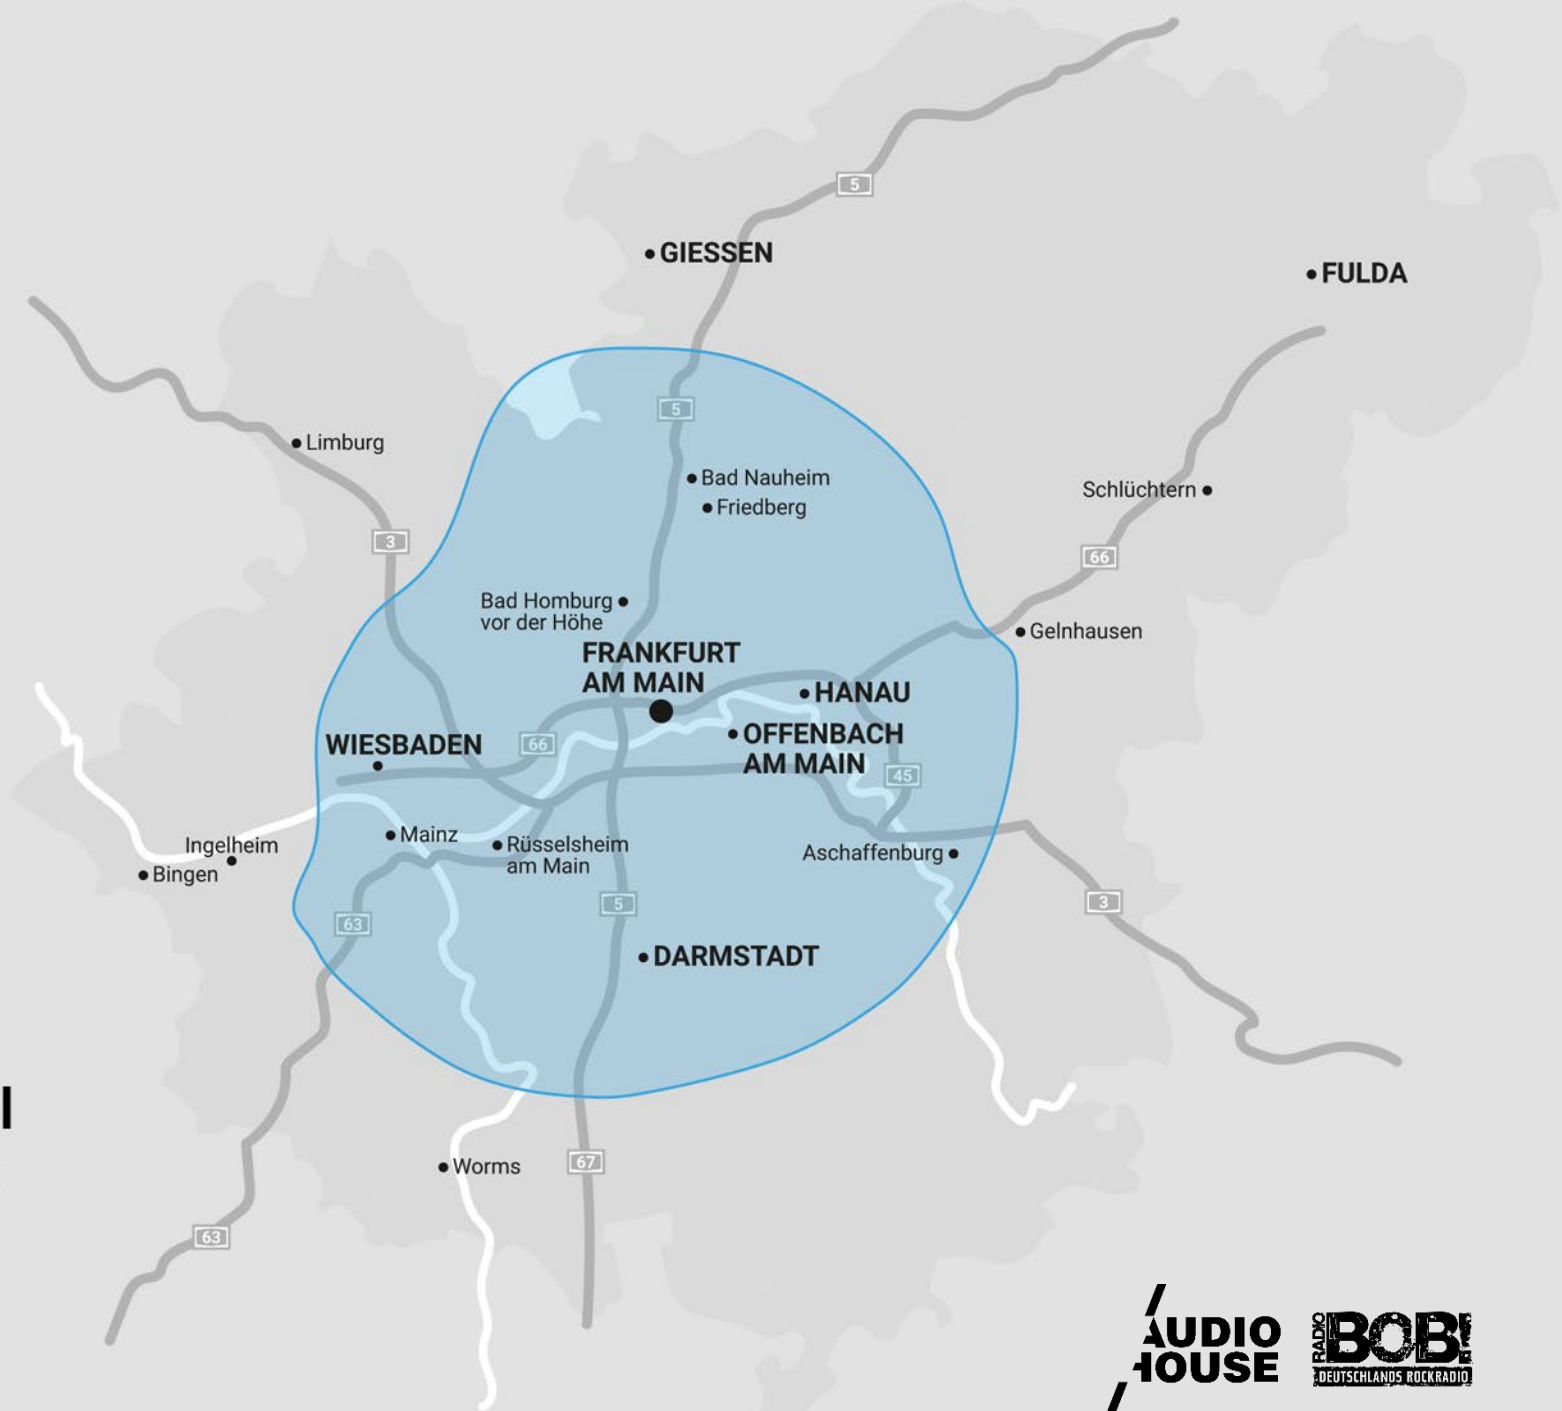 5
GIESSEN
FULDA
5
Limburg
Bad Nauheim
Schlüchtern
Friedberg
3
66
Bad Homburg
vor der Höhe
Gelnhausen
FRANKFURT
AM MAIN
HANAU
WIESBADEN
66
OFFENBACH
AM MAIN
45
Mainz
Ingelheim
Rüsselsheim
am Main
Aschaffenburg
Bingen
5
3
63
DARMSTADT
Worms
67
63
AUDIO
HOUSE
RADIO
BOB!
DEUTSCHLANDS ROCKRADIO